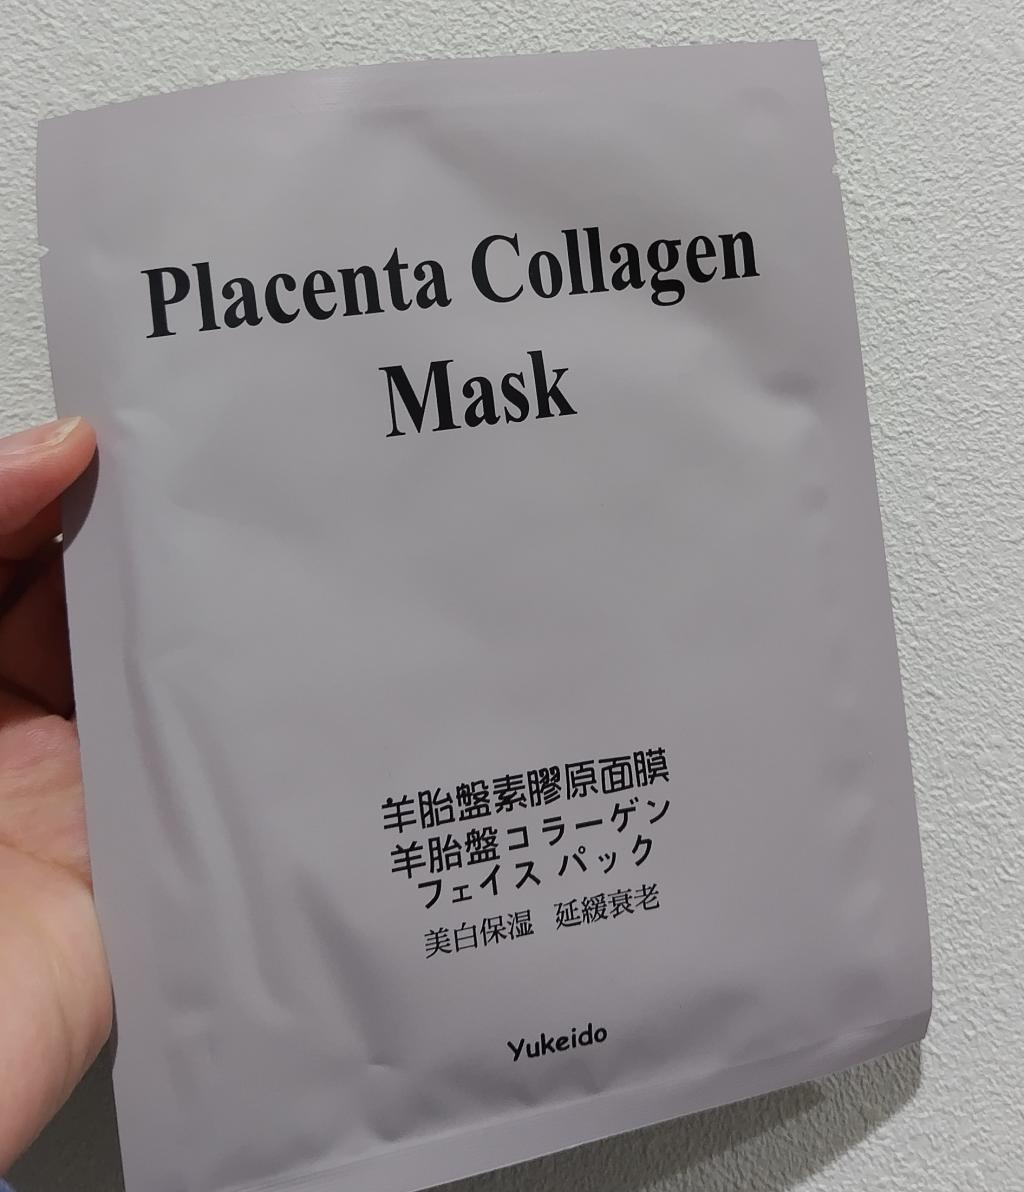 Placenta Collagen
Mask
羊胎盤素膠原面膜
羊胎盤コラーゲン
フェイス パック
美白保湿 延緩衰老
Yukeido